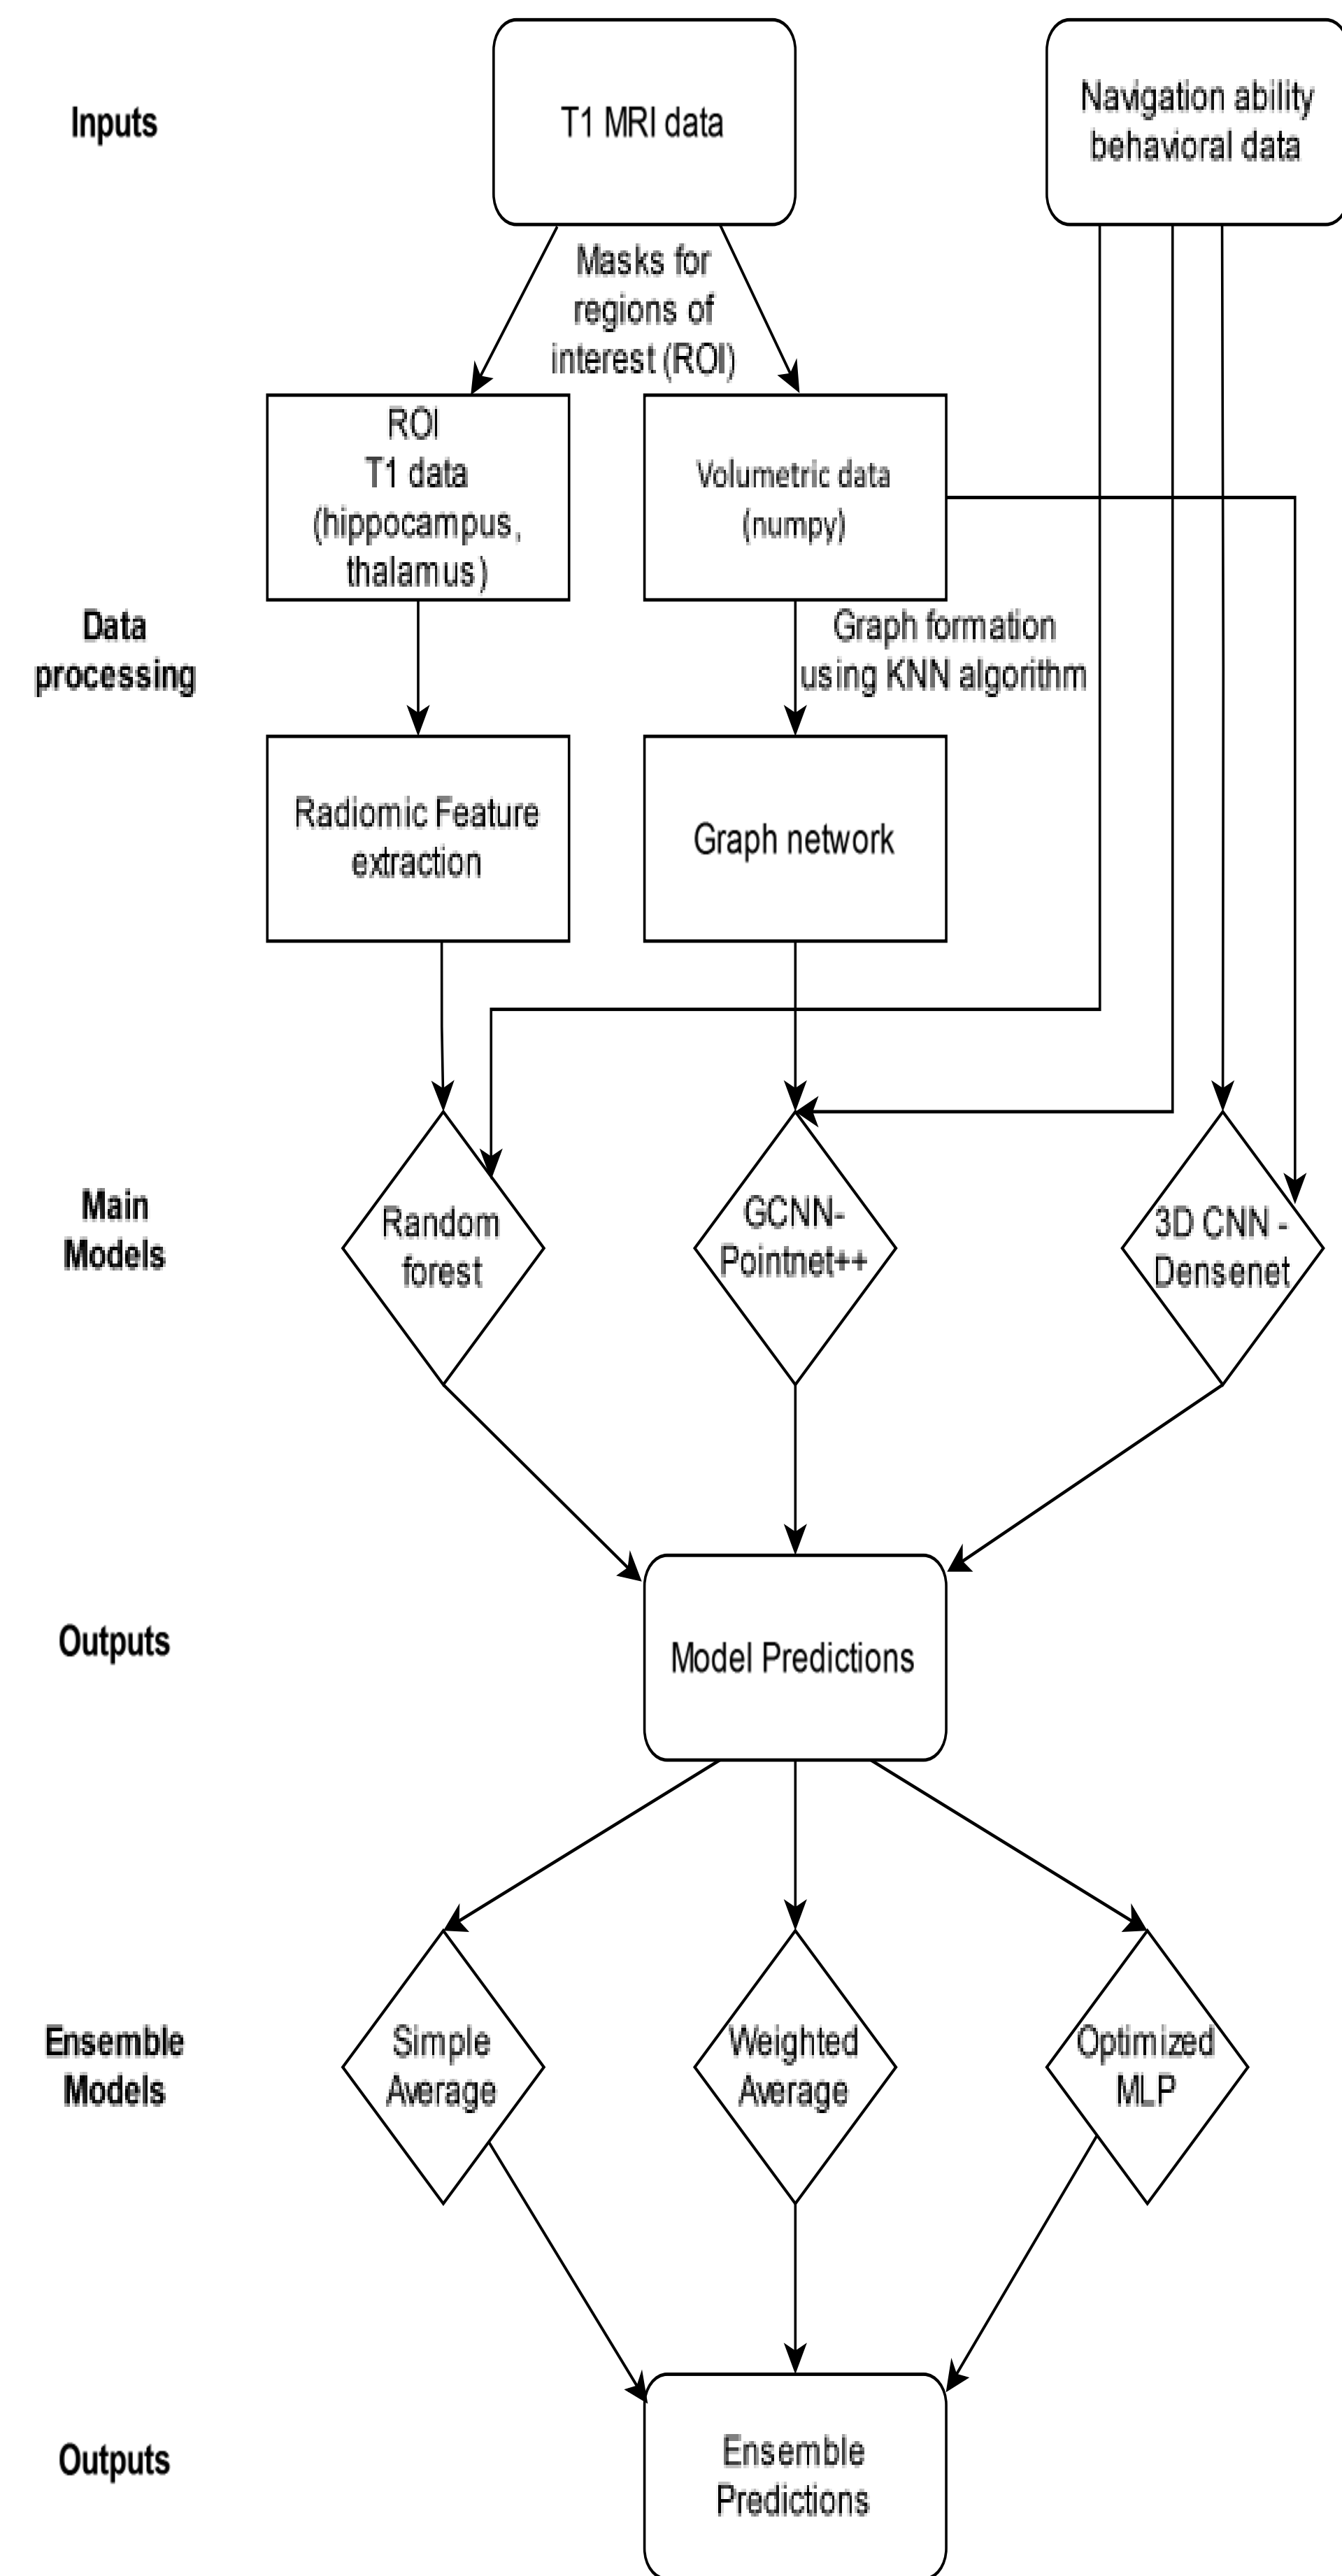 Inputs
T1 MRI data
Navigation ability
behavioral data
Masks for
regions of
interest (ROI)
ROI
T1 data
(hippocampus,
thalamus)
Volumetric data
(numpy)
Data
processing
Graph formation
using KNN algorithm
Radiomic Feature
extraction
Graph network
Main
Models
Random
forest
GCNN-
Pointnet++
3D CNN -
Densenet
Outputs
Model Predictions
Ensemble
Models
Simple
Average
Weighted
Average
Optimized
MLP
Outputs
Ensemble
Predictions